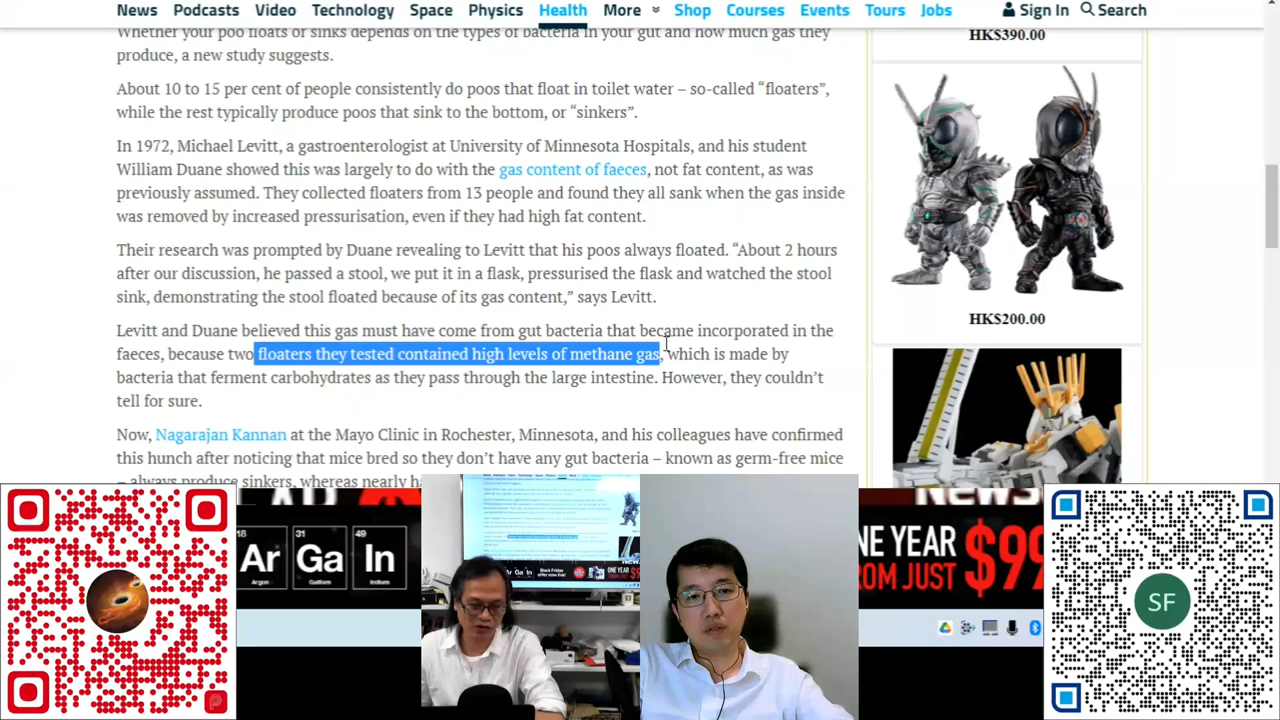 News Podcasts Video Technology Space Physics Health More Shop Courses Events Tours Jobs Sign In Search
Whether your poo floats or sinks depends on the types of bacteria in your gut and how much gas they
produce, a new study suggests.
About 10 to 15 per cent of people consistently do poos that float in toilet water – so-called “floaters”,
while the rest typically produce poos that sink to the bottom, or “sinkers”.
In 1972, Michael Levitt, a gastroenterologist at University of Minnesota Hospitals, and his student
William Duane showed this was largely to do with the gas content of faeces, not fat content, as was
previously assumed. They collected floaters from 13 people and found they all sank when the gas inside
was removed by increased pressurisation, even if they had high fat content.
Their research was prompted by Duane revealing to Levitt that his poos always floated. “About 2 hours
after our discussion, he passed a stool, we put it in a flask, pressurised the flask and watched the stool
sink, demonstrating the stool floated because of its gas content,” says Levitt.
Levitt and Duane believed this gas must have come from gut bacteria that became incorporated in the
faeces, because two floaters they tested contained high levels of methane gas, which is made by
bacteria that ferment carbohydrates as they pass through the large intestine. However, they couldn’t
tell for sure.
Now, Nagarajan Kannan at the Mayo Clinic in Rochester, Minnesota, and his colleagues have confirmed
this hunch after noticing that mice bred so they don’t have any gut bacteria – known as germ-free mice
– always produce sinkers, whereas nearly
HK$390.00
HK$200.00
18 31 49
Ar Ga In
Argon Gallium Indium
ONE YEAR
FROM JUST
SF